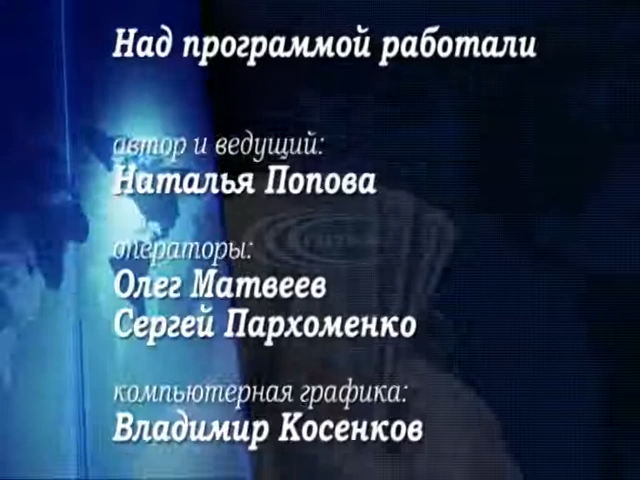 Над программой работали
автор и ведущий:
Наталья Попова
операторы:
Олег Матвеев
Сергей Пархоменко
компьютерная графика:
Владимир Косенков